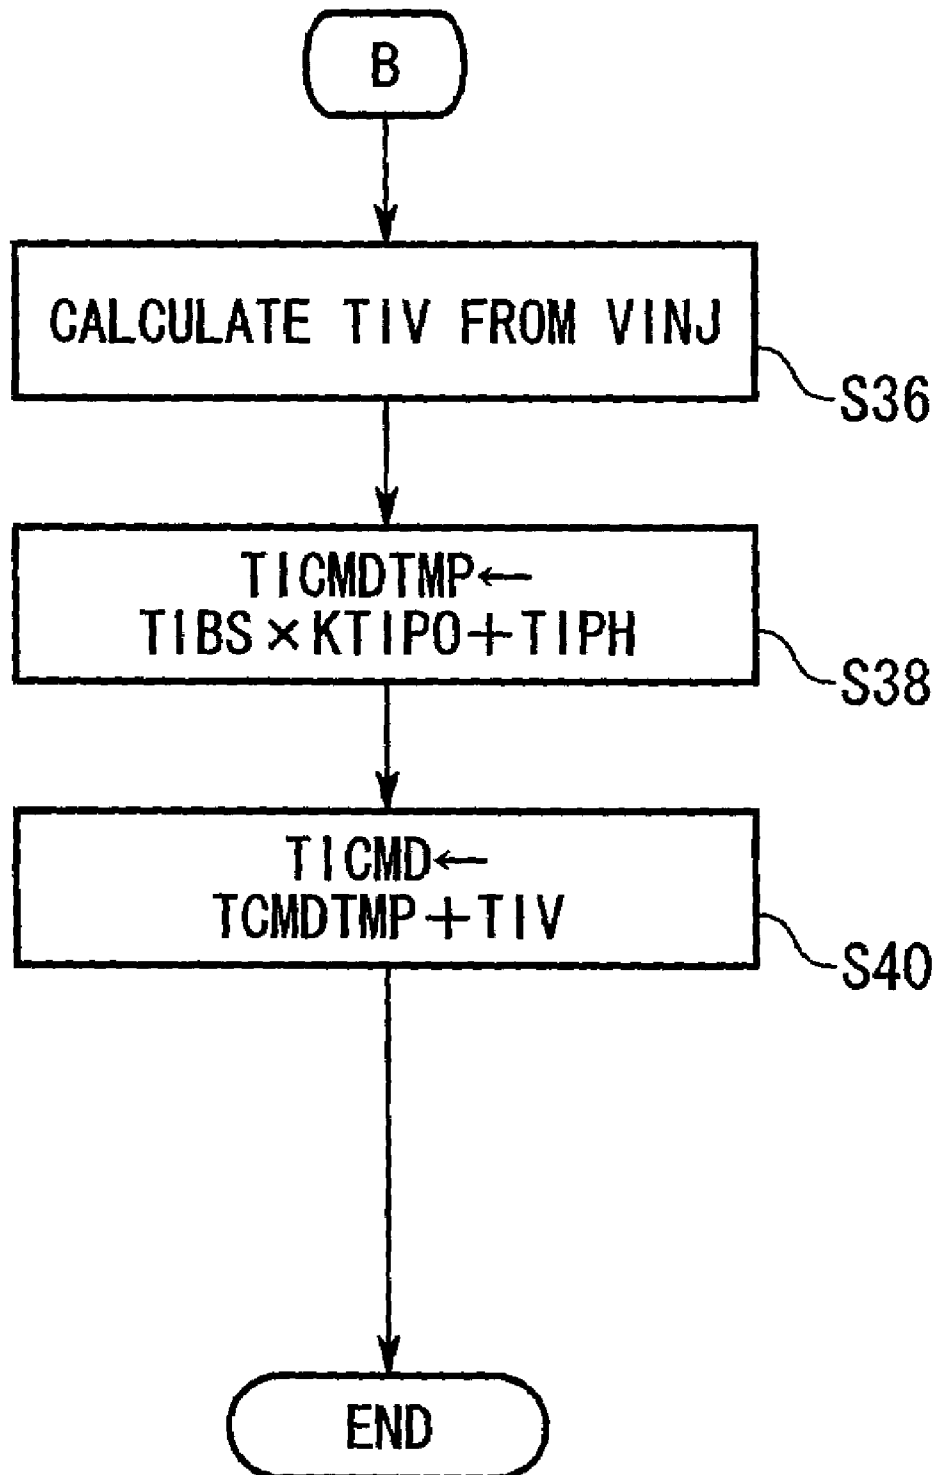 B
CALCULATE TIV FROM VINJ
S36
TICMDTMP←
TIBS×KTIPO+TIPH
S38
TICMD←
TCMDTMP+TIV
S40
END